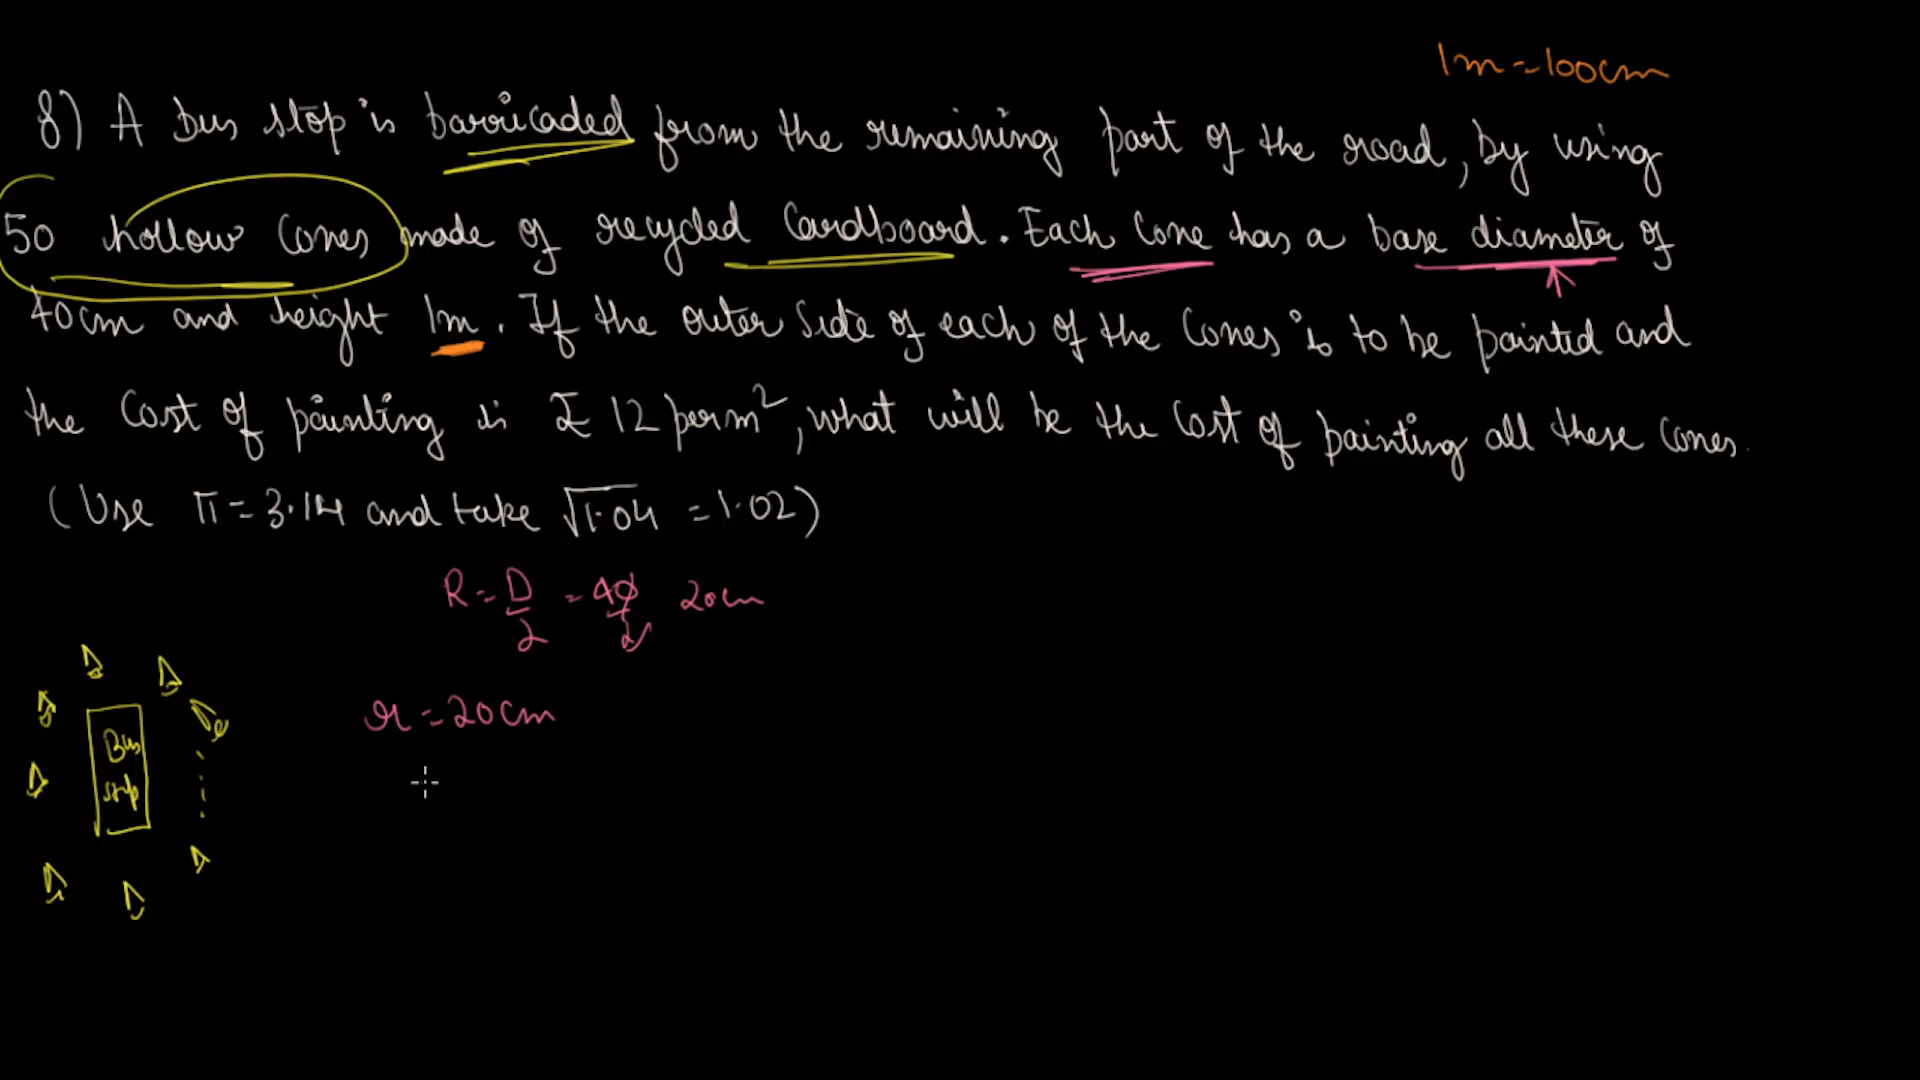 1m = 100cm
8) A bus stop is barricaded from the remaining part of the road, by using
50 hollow cones made of recycled Cardboard. Each Cone has a base diameter of
40cm and height 1m. If the outer side of each of the Cones is to be painted and
the Cost of painting is ₹ 12 per m², what will be the Cost of painting all these Cones.
(Use π = 3.14 and take √1.04 = 1.02)
R = D/2 = 40/2 20cm
r = 20cm
Bus
stop